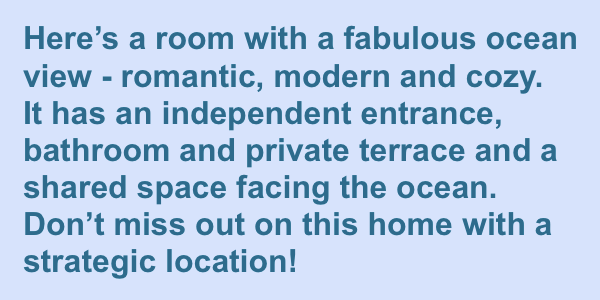 Here’s a room with a fabulous ocean
view - romantic, modern and cozy.
It has an independent entrance,
bathroom and private terrace and a
shared space facing the ocean.
Don’t miss out on this home with a
strategic location!